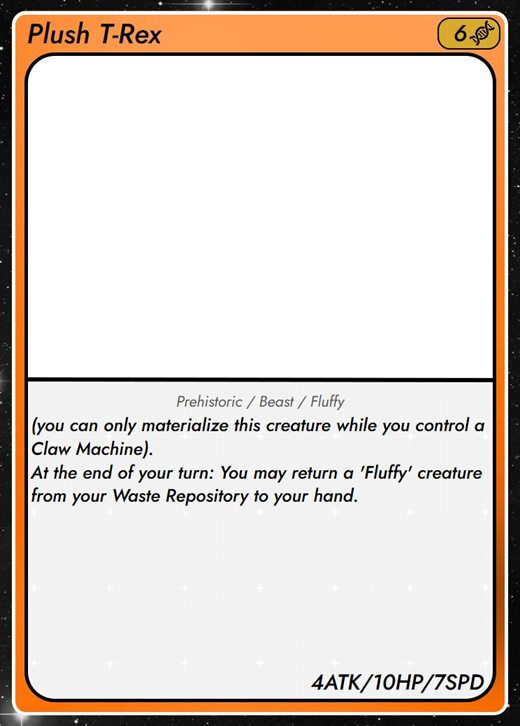 Plush T-Rex
6
Prehistoric / Beast / Fluffy
(you can only materialize this creature while you control a
Claw Machine).
At the end of your turn: You may return a 'Fluffy' creature
from your Waste Repository to your hand.
4ATK/10HP/7SPD